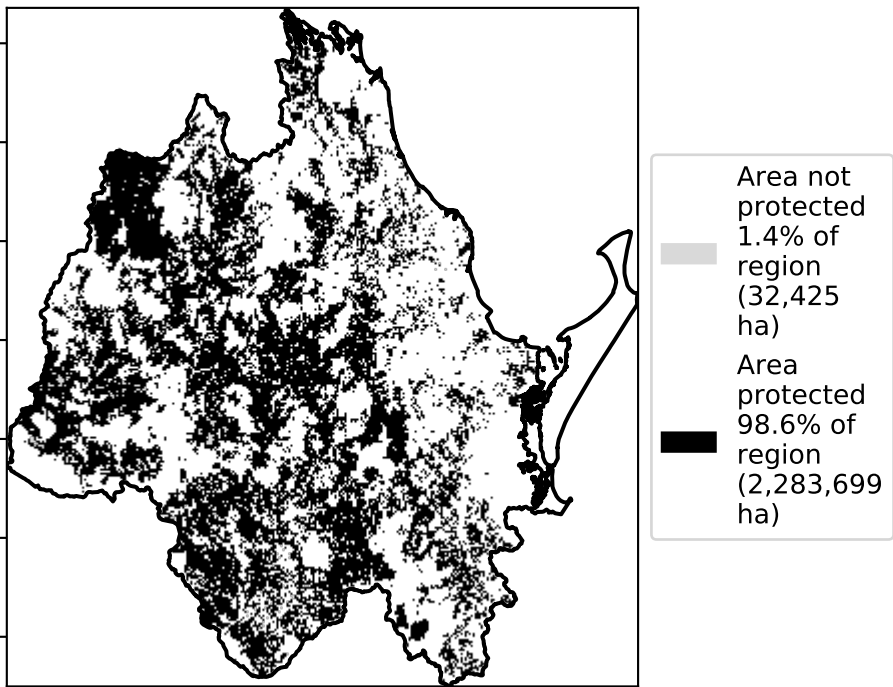 Area not
protected
1.4% of
region
(32,425
ha)
Area
protected
98.6% of
region
(2,283,699
ha)